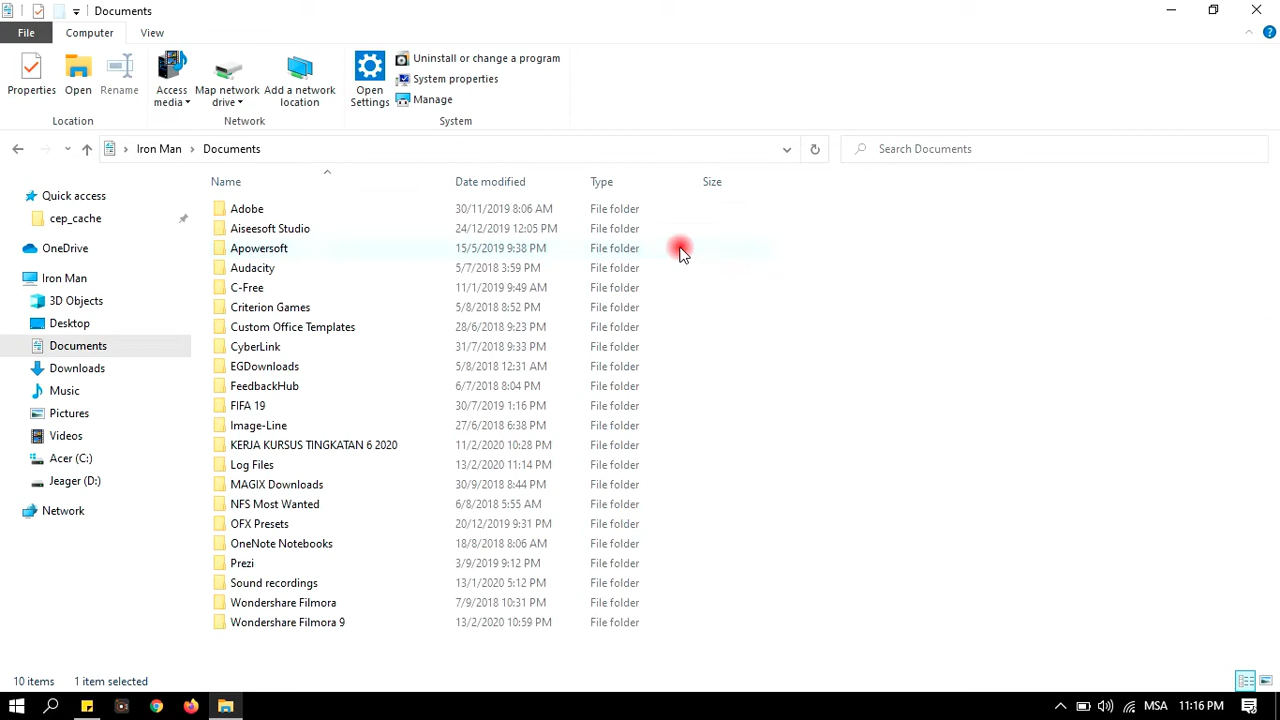 Documents
File Computer View
Properties Open Rename Access media Map network drive Add a network location Open Settings Uninstall or change a program
System properties
Manage
Location Network System
Iron Man Documents Search Documents
Name Date modified Type Size
Quick access
cep_cache
OneDrive
Iron Man
3D Objects
Desktop
Documents
Downloads
Music
Pictures
Videos
Acer (C:)
Jeager (D:)
Network
Adobe 30/11/2019 8:06 AM File folder
Aiseesoft Studio 24/12/2019 12:05 PM File folder
Apowersoft 15/5/2019 9:38 PM File folder
Audacity 5/7/2018 3:59 PM File folder
C-Free 11/1/2019 9:49 AM File folder
Criterion Games 5/8/2018 8:52 PM File folder
Custom Office Templates 28/6/2018 9:23 PM File folder
CyberLink 31/7/2018 9:33 PM File folder
EGDownloads 5/8/2018 12:31 AM File folder
FeedbackHub 6/7/2018 8:04 PM File folder
FIFA 19 30/7/2019 1:16 PM File folder
Image-Line 27/6/2018 6:38 PM File folder
KERJA KURSUS TINGKATAN 6 2020 11/2/2020 10:28 PM File folder
Log Files 13/2/2020 11:14 PM File folder
MAGIX Downloads 30/9/2018 8:44 PM File folder
NFS Most Wanted 6/8/2018 5:55 AM File folder
OFX Presets 20/12/2019 9:31 PM File folder
OneNote Notebooks 18/8/2018 8:06 AM File folder
Prezi 3/9/2019 9:12 PM File folder
Sound recordings 13/1/2020 5:12 PM File folder
Wondershare Filmora 7/9/2018 10:31 PM File folder
Wondershare Filmora 9 13/2/2020 10:59 PM File folder
10 items 1 item selected
MSA 11:16 PM